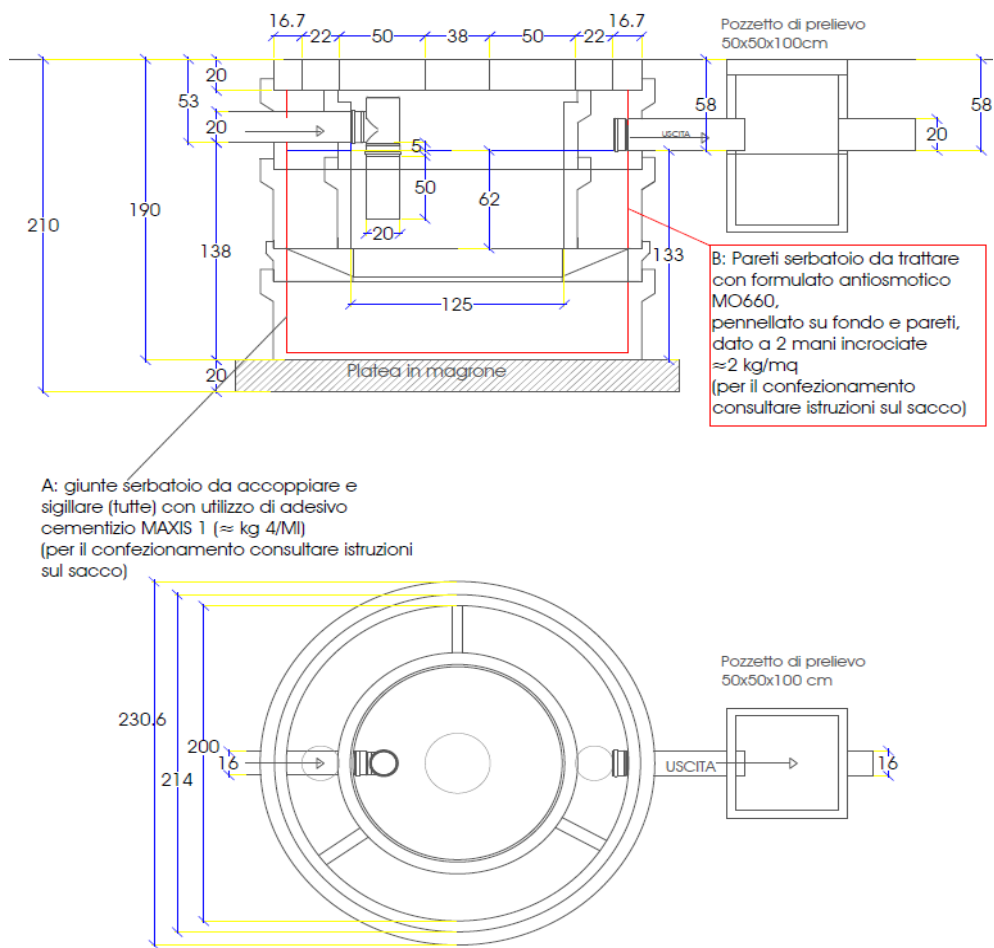 16.7
22
50
38
50
22
16.7
Pozzetto di prelievo
50x50x100cm
20
53
20
5
50
62
20
58
USCITA
20
58
210
190
138
133
125
20
Platea in magrone
B: Pareti serbatoio da trattare
con formulato antiosmotico
MO660,
pennellato su fondo e pareti,
dato a 2 mani incrociate
≈2 kg/mq
(per il confezionamento
consultare istruzioni sul sacco)
A: giunte serbatoio da accoppiare e
sigillare (tutte) con utilizzo di adesivo
cementizio MAXIS 1 (≈ kg 4/Ml)
(per il confezionamento consultare istruzioni
sul sacco)
Pozzetto di prelievo
50x50x100 cm
230.6
214
200
16
USCITA
16